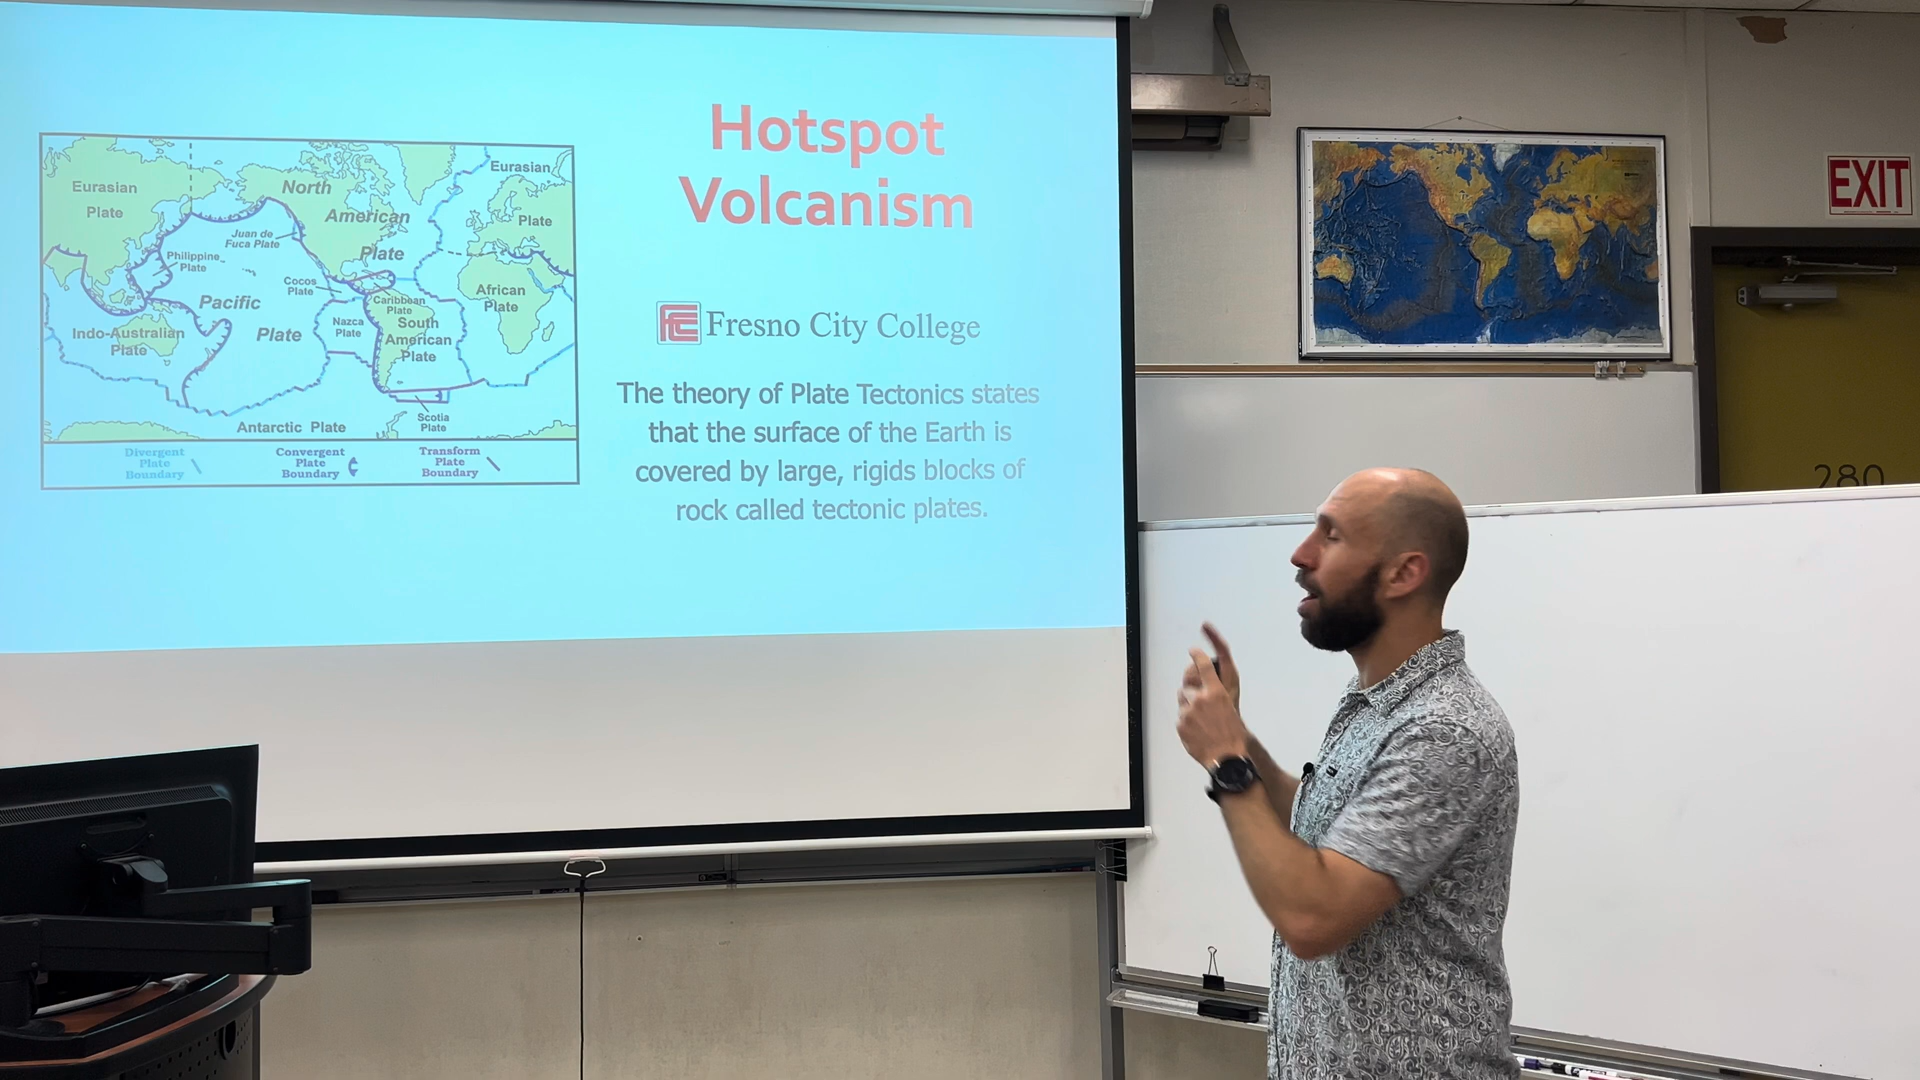 Hotspot
Volcanism
FCC Fresno City College
The theory of Plate Tectonics states
that the surface of the Earth is
covered by large, rigids blocks of
rock called tectonic plates.
Eurasian
Plate
North
American
Plate
Eurasian
Plate
Juan de
Fuca Plate
Philippine
Plate
Cocos
Plate
Caribbean
Plate
African
Plate
Pacific
Plate
Nazca
Plate
South
American
Plate
Indo-Australian
Plate
Scotia
Plate
Antarctic Plate
Divergent
Plate
Boundary
Convergent
Plate
Boundary
Transform
Plate
Boundary
EXIT
280